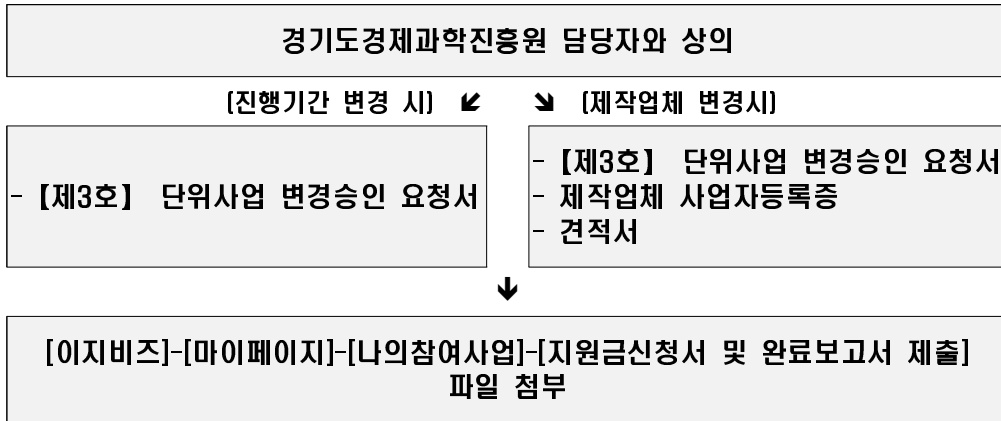 경기도경제과학진흥원 담당자와 상의
(진행기간 변경 시) 🡿 🡾 (제작업체 변경시)
- 【제3호】 단위사업 변경승인 요청서
- 【제3호】 단위사업 변경승인 요청서
- 제작업체 사업자등록증
- 견적서
🡻
[이지비즈]-[마이페이지]-[나의참여사업]-[지원금신청서 및 완료보고서 제출]
파일 첨부